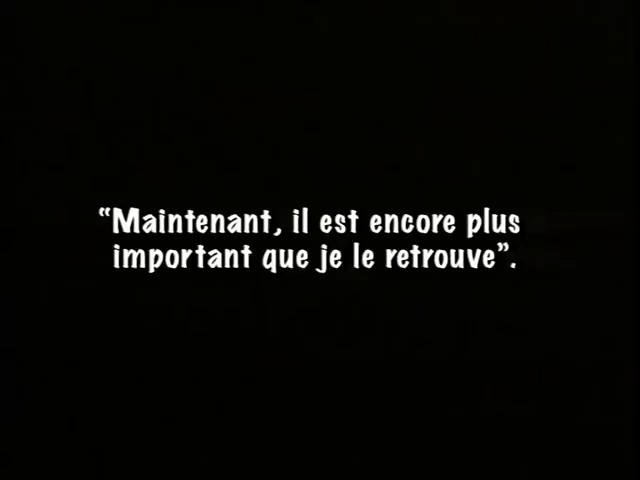 “Maintenant, il est encore plus
important que je le retrouve”.